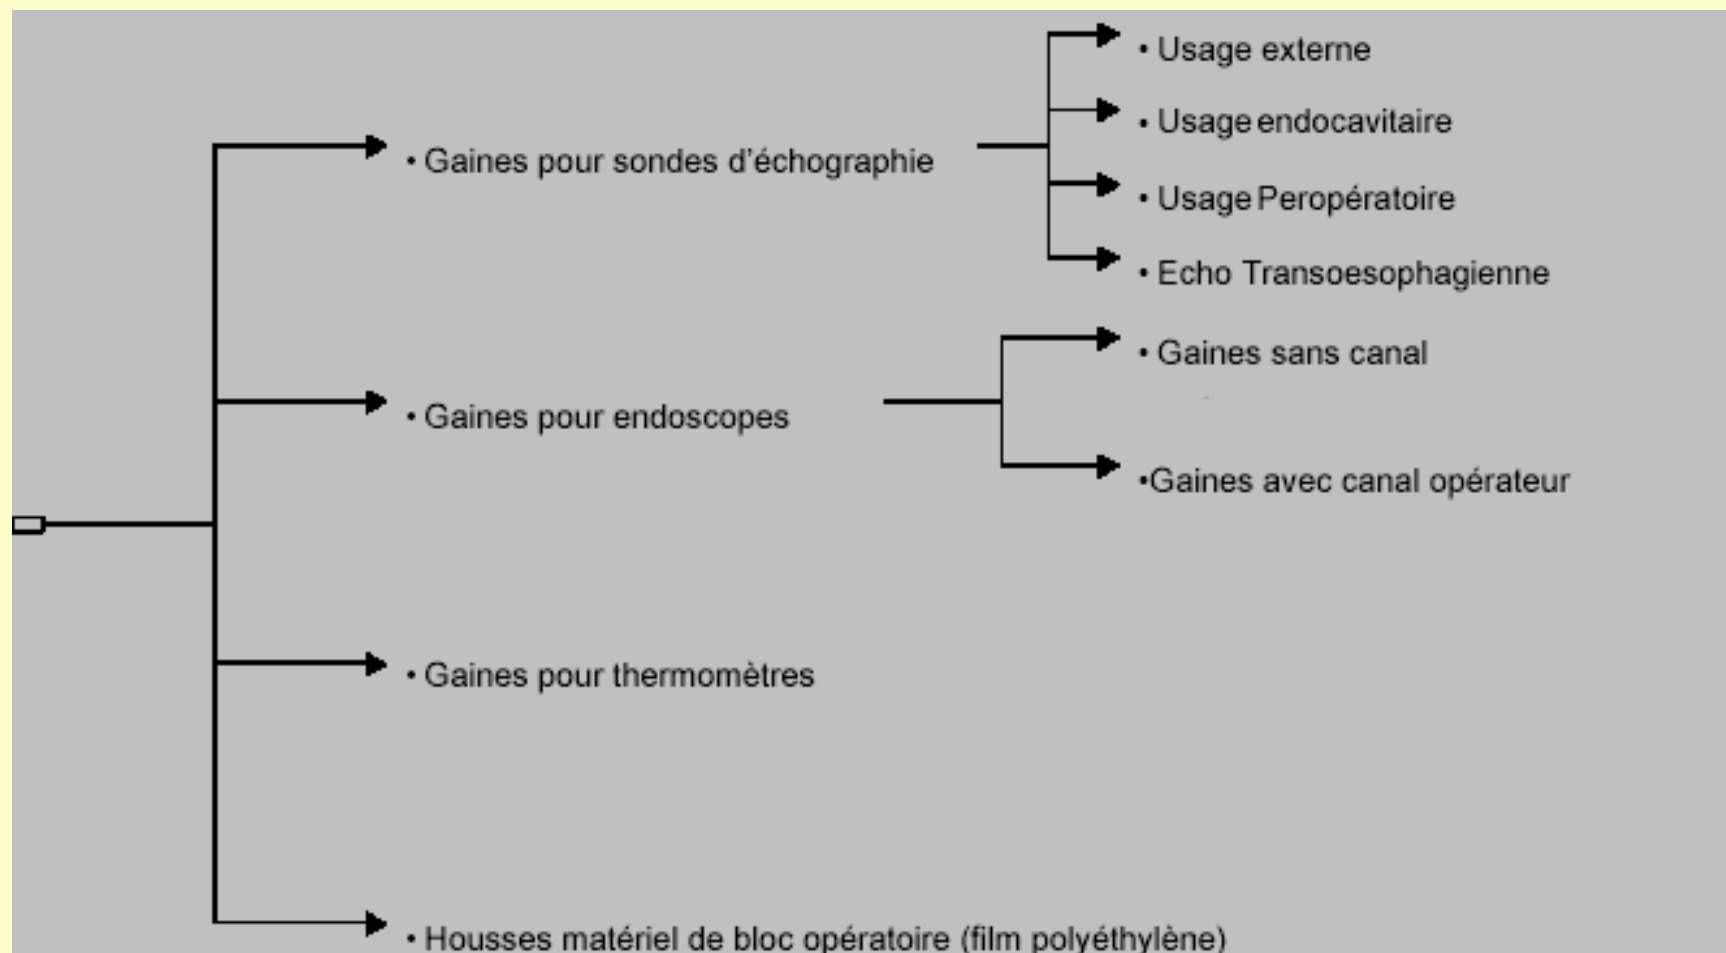 • Usage externe
• Usage endocavitaire
• Gaines pour sondes d'échographie
• Usage Peropératoire
• Echo Transoesophagienne
• Gaines sans canal
• Gaines pour endoscopes
•Gaines avec canal opérateur
• Gaines pour thermomètres
• Housses matériel de bloc opératoire (film polyéthylène)